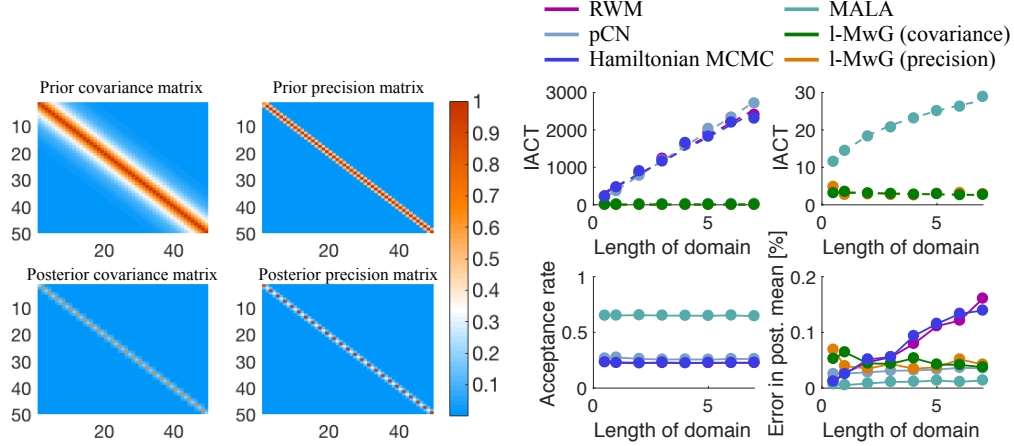 RWM
pCN
Hamiltonian MCMC
MALA
l-MwG (covariance)
l-MwG (precision)
Prior covariance matrix
10
20
30
40
50
20 40
Prior precision matrix
10
20
30
40
50
20 40
Posterior covariance matrix
10
20
30
40
50
20 40
Posterior precision matrix
10
20
30
40
50
20 40
1
0.9
0.8
0.7
0.6
0.5
0.4
0.3
0.2
0.1
IACT
3000
2000
1000
0
0 5
Length of domain
IACT
30
20
10
0
0 5
Length of domain
Acceptance rate
1
0.5
0
0 5
Length of domain
Error in post. mean [%]
0.2
0.1
0
0 5
Length of domain